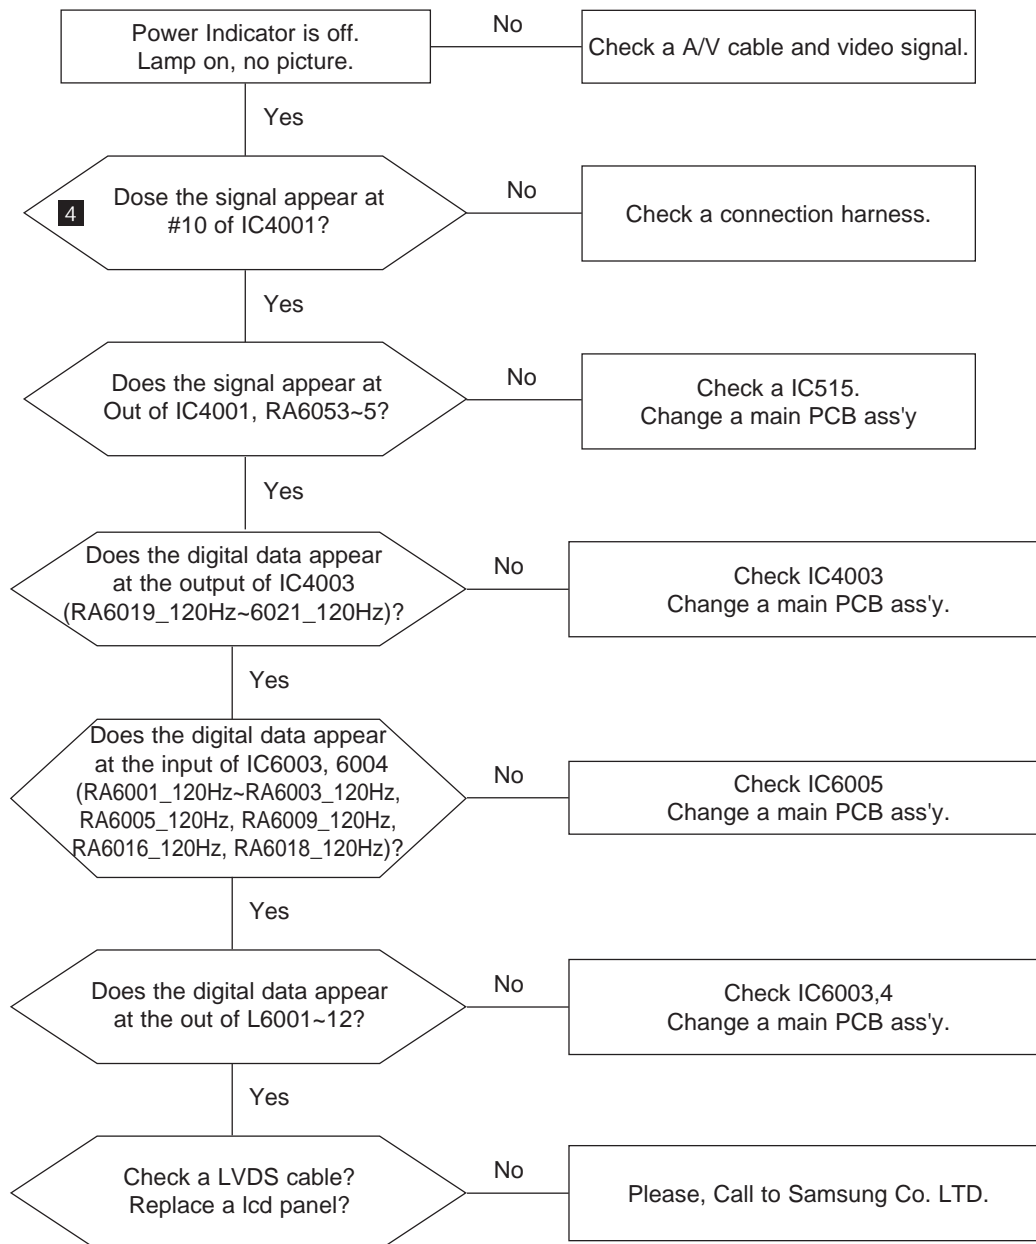 Power Indicator is off.
Lamp on, no picture.
No
Check a A/V cable and video signal.
Yes
4
Dose the signal appear at
#10 of IC4001?
No
Check a connection harness.
Yes
Does the signal appear at
Out of IC4001, RA6053~5?
No
Check a IC515.
Change a main PCB ass'y
Yes
Does the digital data appear
at the output of IC4003
(RA6019_120Hz~6021_120Hz)?
No
Check IC4003
Change a main PCB ass'y.
Yes
Does the digital data appear
at the input of IC6003, 6004
(RA6001_120Hz~RA6003_120Hz,
RA6005_120Hz, RA6009_120Hz,
RA6016_120Hz, RA6018_120Hz)?
No
Check IC6005
Change a main PCB ass'y.
Yes
Does the digital data appear
at the out of L6001~12?
No
Check IC6003,4
Change a main PCB ass'y.
Yes
Check a LVDS cable?
Replace a lcd panel?
No
Please, Call to Samsung Co. LTD.